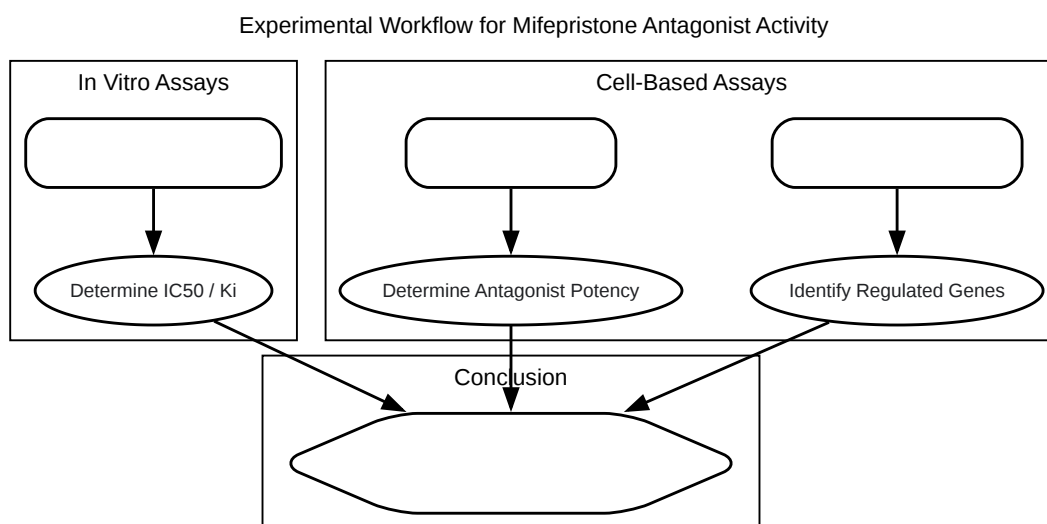 Experimental Workflow for Mifepristone Antagonist Activity
In Vitro Assays
Cell-Based Assays
Determine IC50 / Ki
Determine Antagonist Potency
Identify Regulated Genes
Conclusion